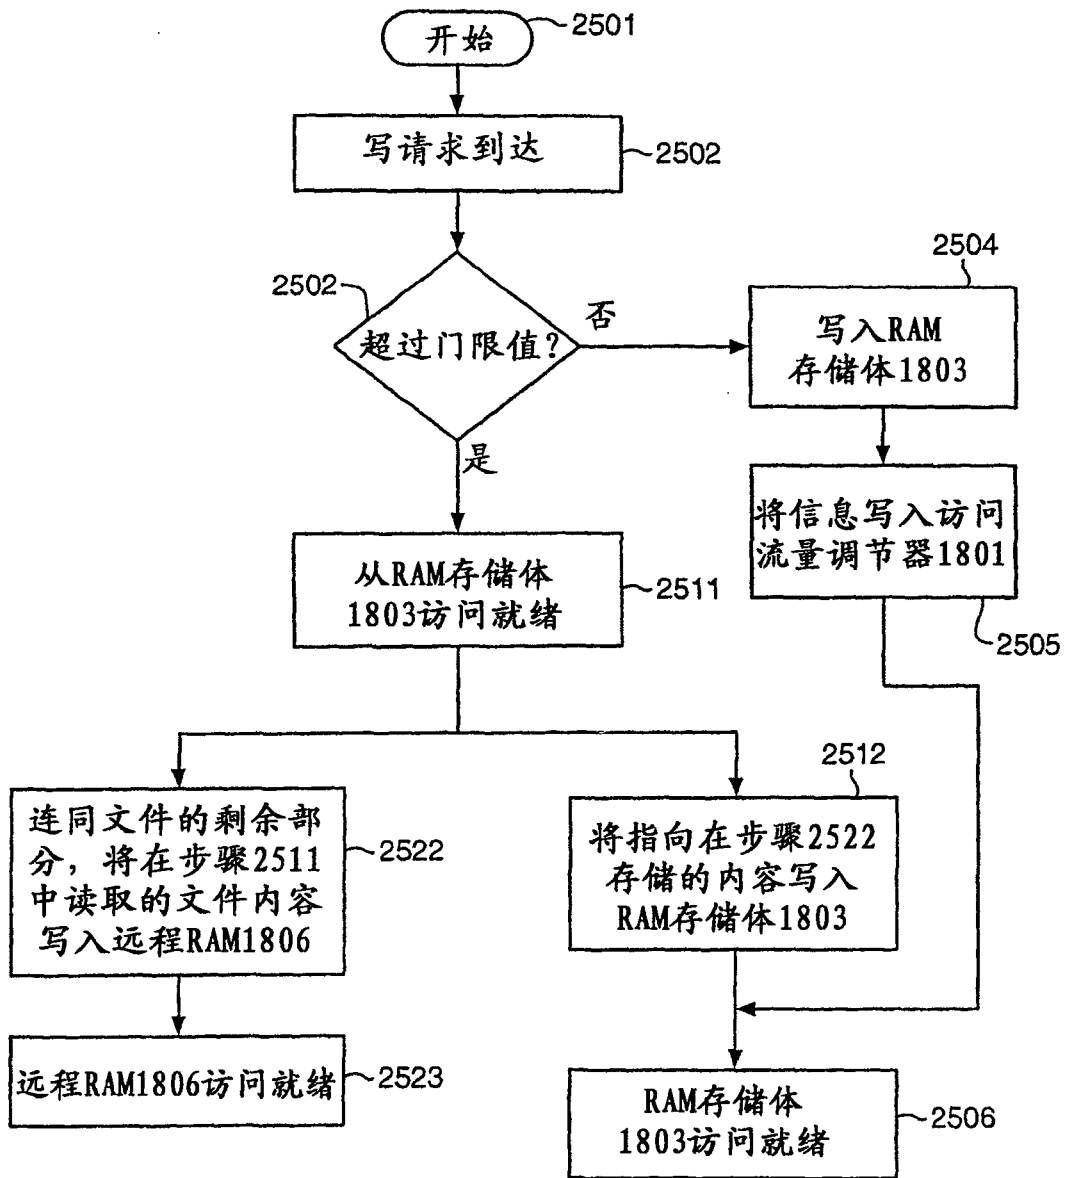 开始
2501
写请求到达
2502
2502
超过门限值?
否
是
2504
写入RAM
存储体1803
将信息写入访问
流量调节器1801
2505
从RAM存储体
1803访问就绪
2511
连同文件的剩余部
分，将在步骤2511
中读取的文件内容
写入远程RAM1806
2522
2512
将指向在步骤2522
存储的内容写入
RAM存储体1803
远程RAM1806访问就绪
2523
RAM存储体
1803访问就绪
2506